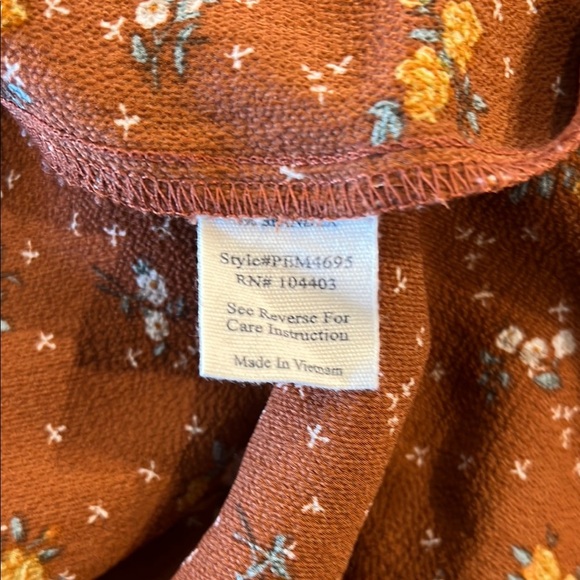 Style#PBM4695
RN# 104403
See Reverse For
Care Instruction
Made In Vietnam